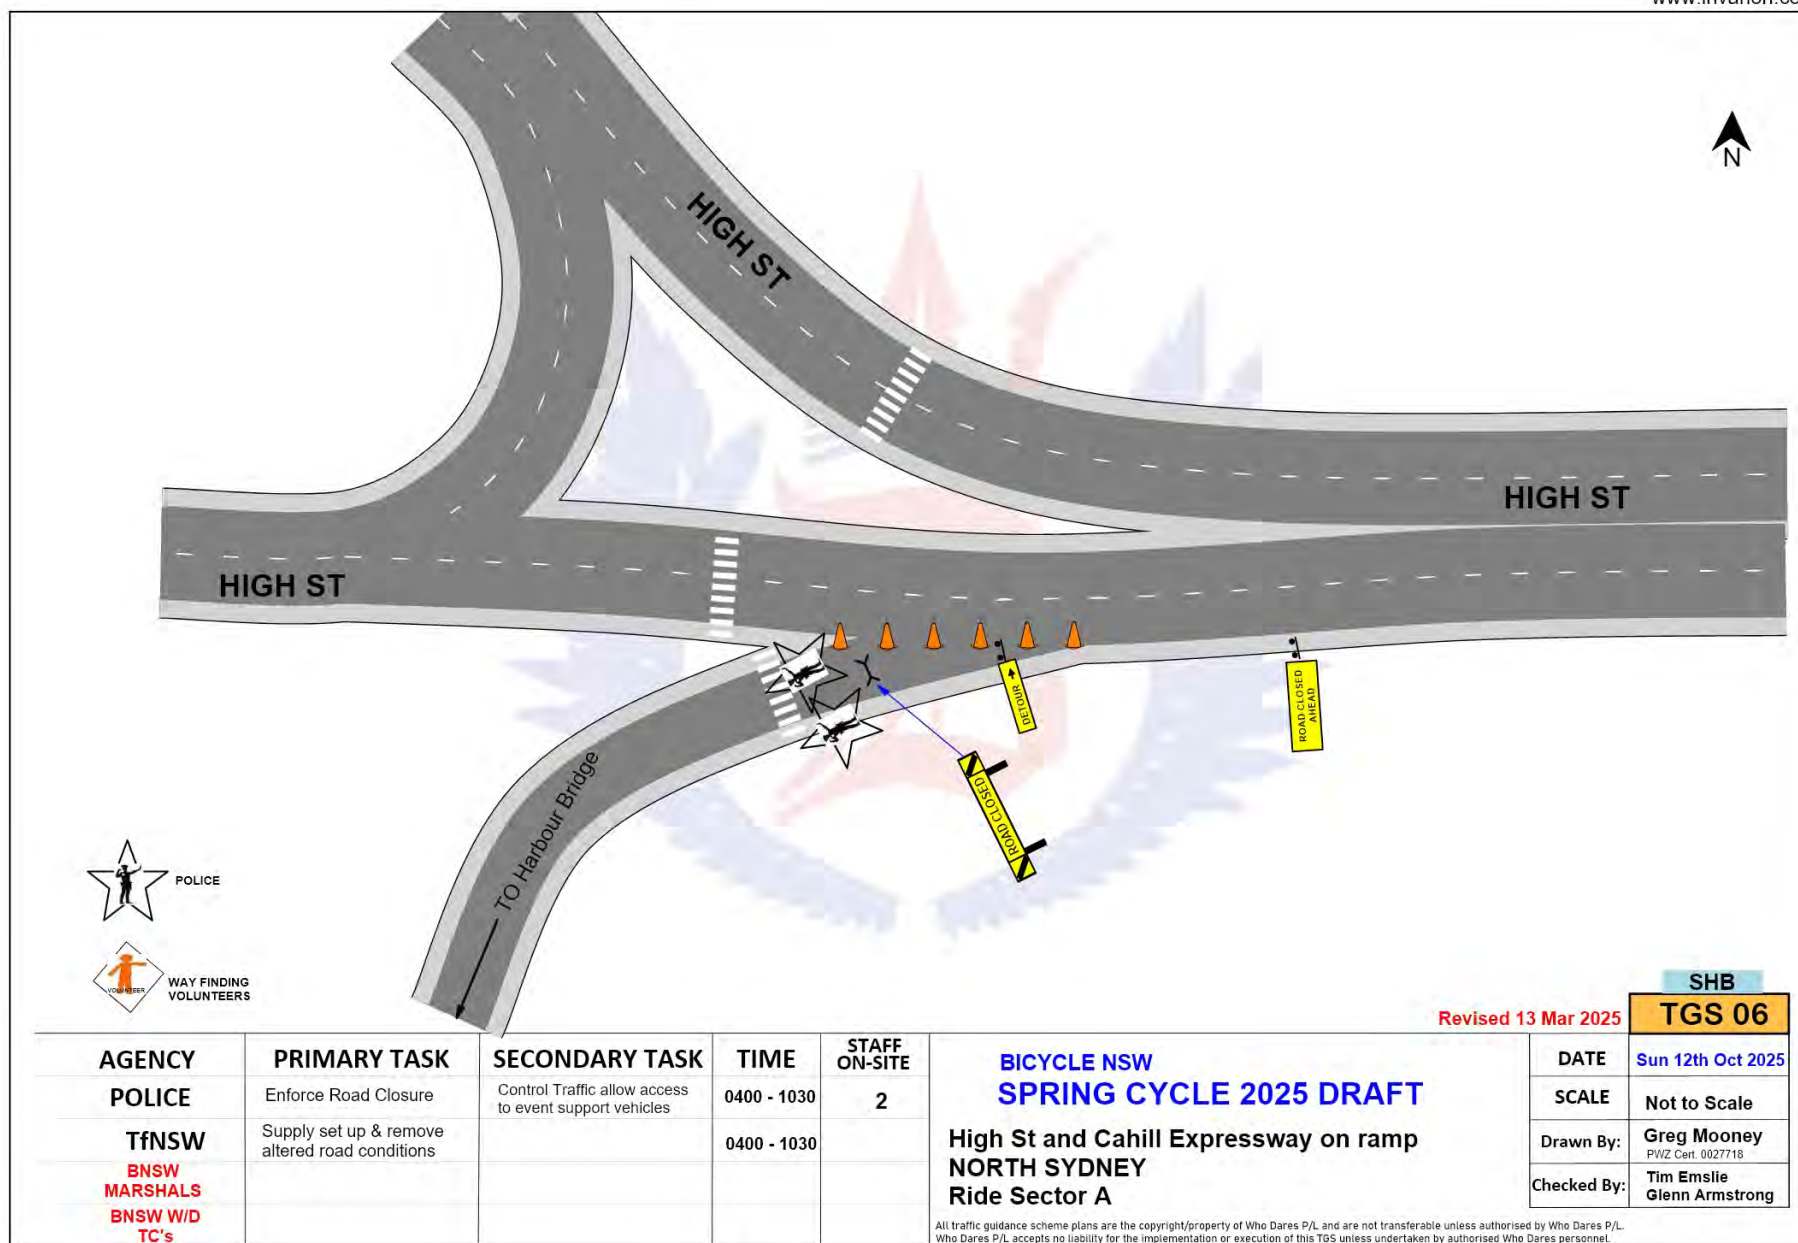 N
HIGH ST
HIGH ST
HIGH ST
DETOUR
ROAD CLOSED
AHEAD
ROAD CLOSED
TO Harbour Bridge
POLICE
VOLUNTEER
WAY FINDING
VOLUNTEERS
SHB
Revised 13 Mar 2025
TGS 06
AGENCY PRIMARY TASK SECONDARY TASK TIME STAFF ON-SITE
POLICE Enforce Road Closure Control Traffic allow access to event support vehicles 0400 - 1030 2
TfNSW Supply set up & remove altered road conditions 0400 - 1030
BNSW
MARSHALS
BNSW W/D
TC's
BICYCLE NSW
SPRING CYCLE 2025 DRAFT
High St and Cahill Expressway on ramp
NORTH SYDNEY
Ride Sector A
All traffic guidance scheme plans are the copyright/property of Who Dares P/L and are not transferable unless authorised by Who Dares P/L.
Who Dares P/L accepts no liability for the implementation or execution of this TGS unless undertaken by authorised Who Dares personnel.
DATE Sun 12th Oct 2025
SCALE Not to Scale
Drawn By: Greg Mooney
PWZ Cert. 0027718
Checked By: Tim Emslie
Glenn Armstrong